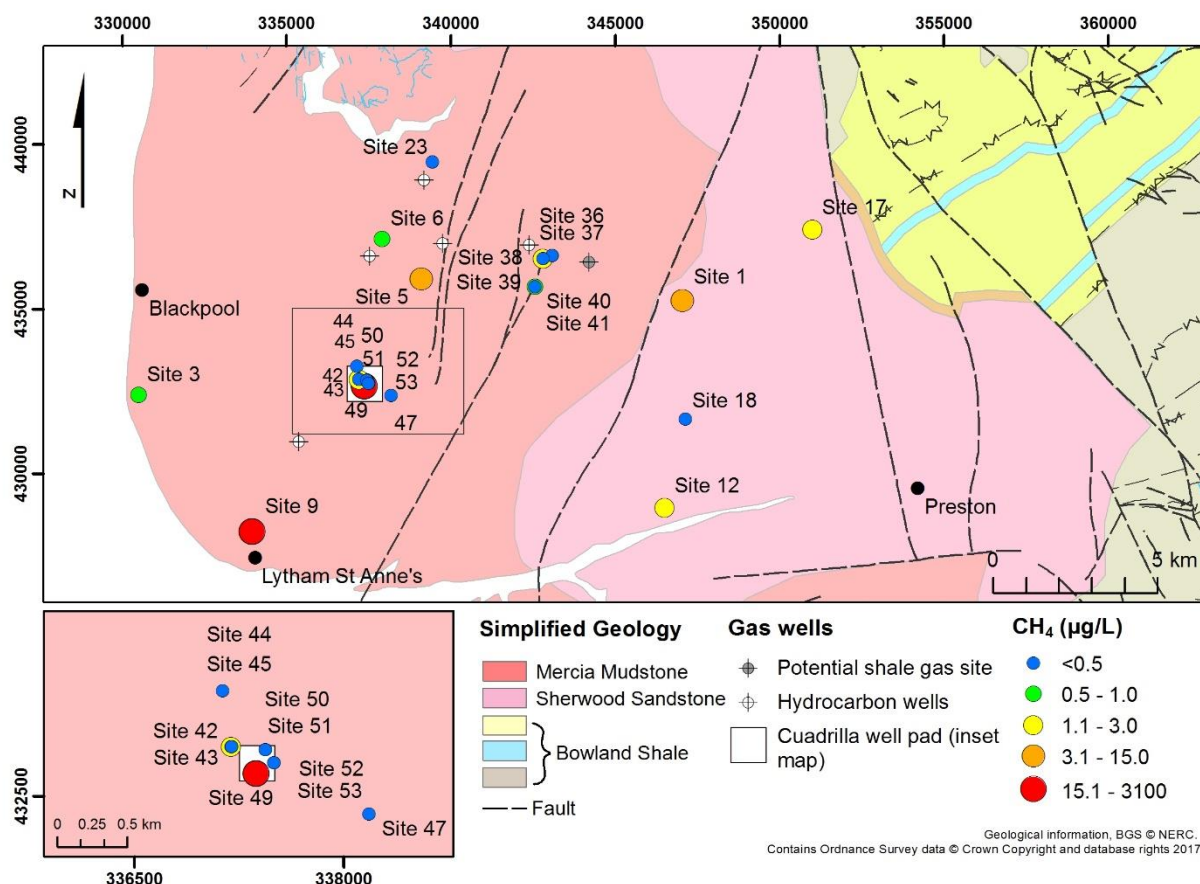 330000 335000 340000 345000 350000 355000 360000
440000
435000
430000
N
Site 23
Site 6
Site 36
Site 37
Site 38
Site 39
Site 17
Site 5
Site 1
Site 40
Site 41
Blackpool
44
45 50
51 52
42
43 53
49
47
Site 3
Site 18
Site 12
Site 9
Preston
Lytham St Anne's
0 5 km
Site 44
Site 45
Site 50
Site 51
Site 42
Site 43
Site 52
Site 53
Site 49
Site 47
432500
0 0.25 0.5 km
336500 338000
Simplified Geology
Mercia Mudstone
Sherwood Sandstone
Bowland Shale
Fault
Gas wells
Potential shale gas site
Hydrocarbon wells
Cuadrilla well pad (inset
map)
CH₄ (µg/L)
<0.5
0.5 - 1.0
1.1 - 3.0
3.1 - 15.0
15.1 - 3100
Geological information, BGS © NERC.
Contains Ordnance Survey data © Crown Copyright and database rights 2017